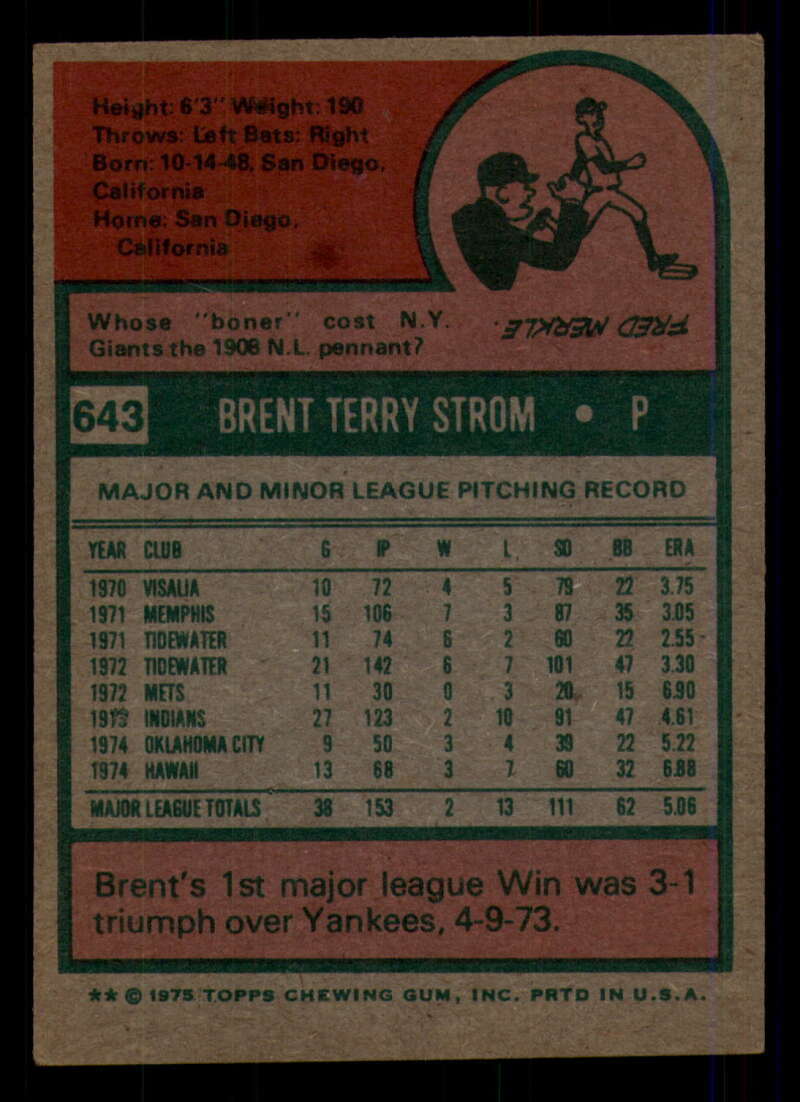 Height: 6'3" Weight: 190
Throws: Left Bats: Right
Born: 10-14-48, San Diego,
California
Home: San Diego,
California
Whose "boner" cost N.Y.
Giants the 1908 N.L. pennant?
FRED MERKLE.
643 BRENT TERRY STROM • P
MAJOR AND MINOR LEAGUE PITCHING RECORD
YEAR CLUB G IP W L SO BB ERA
1970 VISALIA 10 72 4 5 79 22 3.75
1971 MEMPHIS 15 106 7 3 87 35 3.05
1971 TIDEWATER 11 74 6 2 60 22 2.55
1972 TIDEWATER 21 142 6 7 101 47 3.30
1972 METS 11 30 0 3 20 15 6.90
1973 INDIANS 27 123 2 10 91 47 4.61
1974 OKLAHOMA CITY 9 50 3 4 39 22 5.22
1974 HAWAII 13 68 3 7 60 32 6.88
MAJOR LEAGUE TOTALS 38 153 2 13 111 62 5.06
Brent's 1st major league Win was 3-1
triumph over Yankees, 4-9-73.
** © 1975 TOPPS CHEWING GUM, INC. PRTD IN U.S.A.